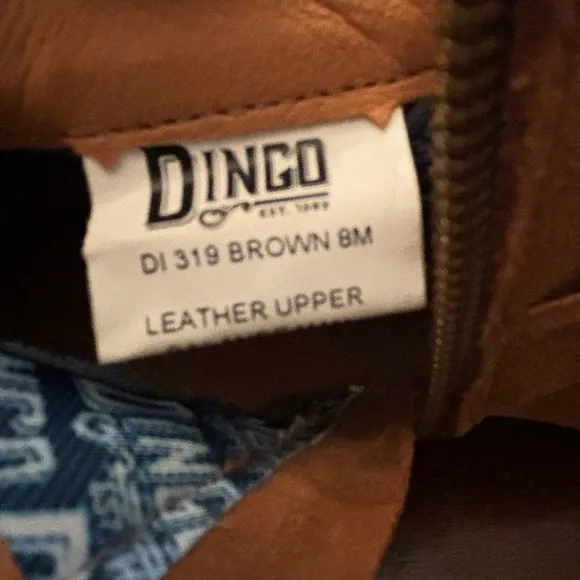 DINGO
EST. 1969
DI 319 BROWN 8M
LEATHER UPPER